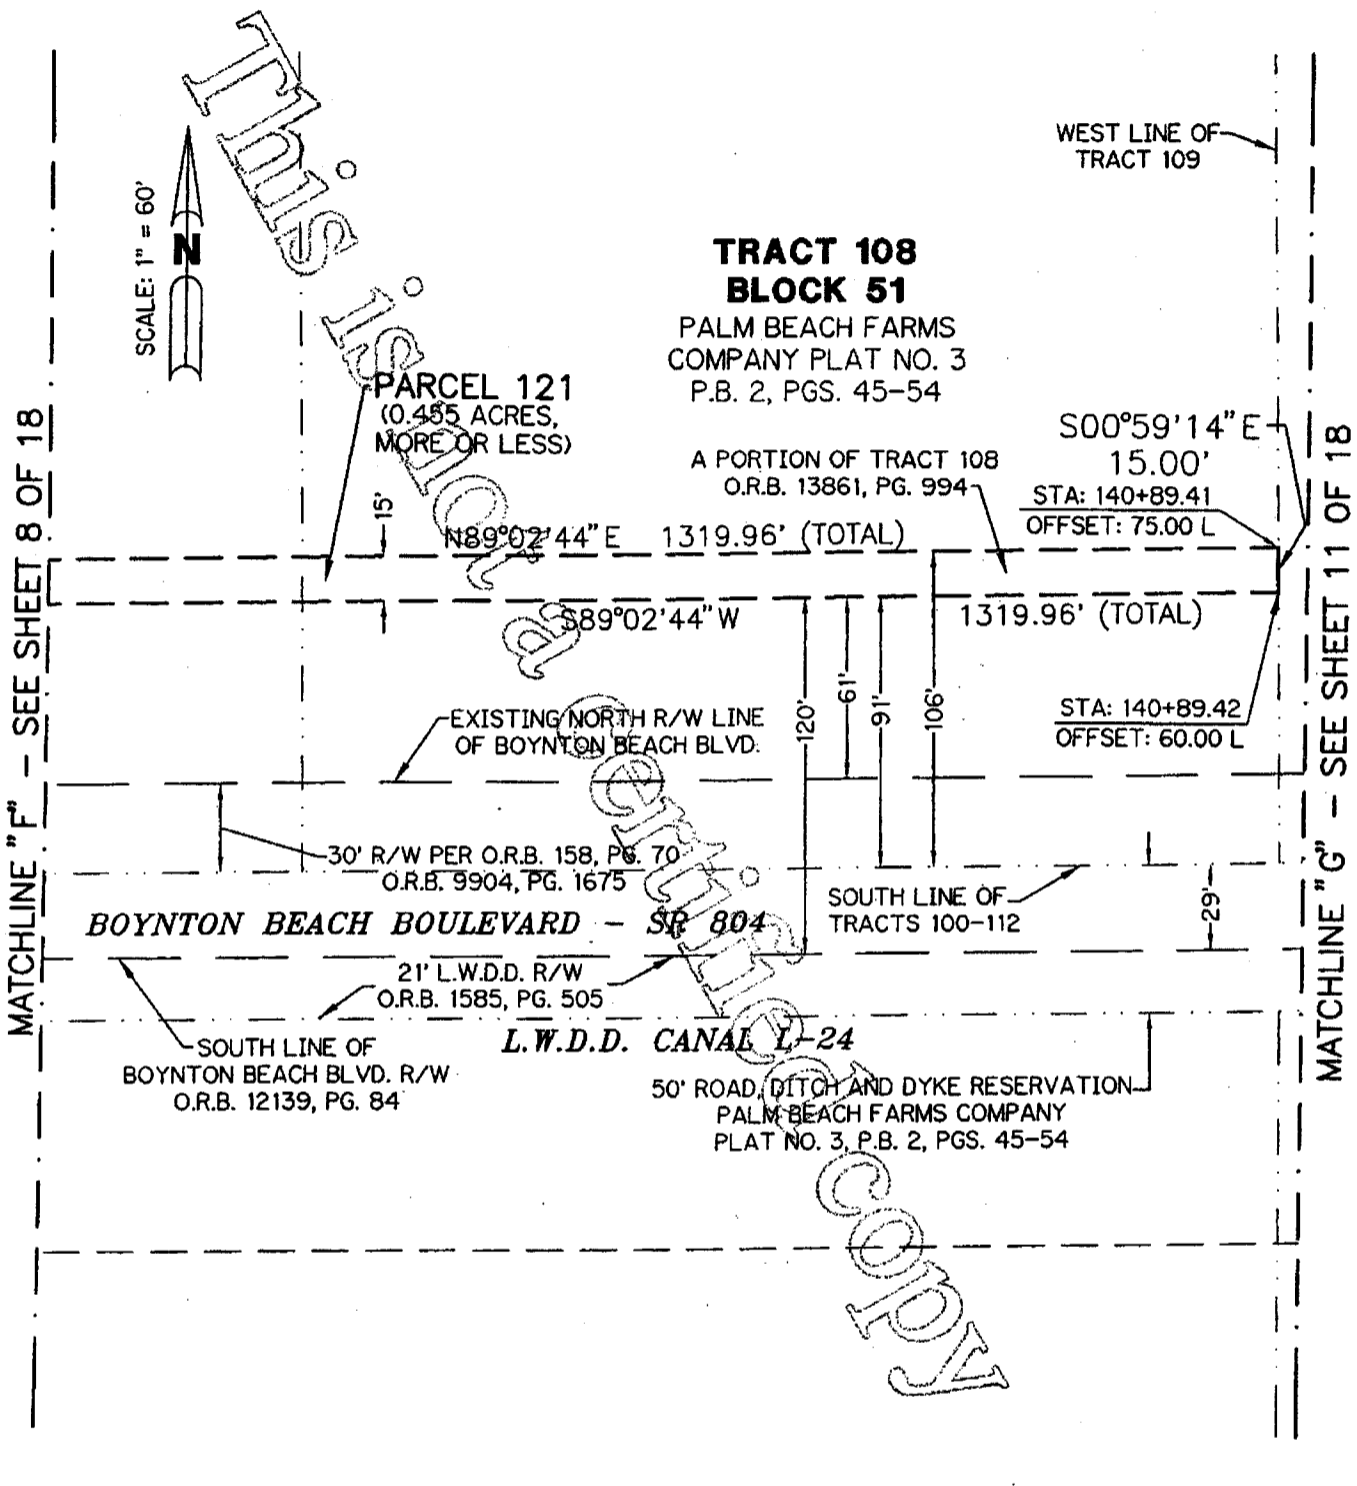 This is not a certified copy
WEST LINE OF
TRACT 109
SCALE: 1" = 60'
N
TRACT 108
BLOCK 51
PALM BEACH FARMS
COMPANY PLAT NO. 3
P.B. 2, PGS. 45-54
PARCEL 121
(0.455 ACRES,
MORE OR LESS)
S00°59'14" E
15.00'
A PORTION OF TRACT 108
O.R.B. 13861, PG. 994
STA: 140+89.41
OFFSET: 75.00 L
15'
N89°02'44" E 1319.96' (TOTAL)
S89°02'44" W
1319.96' (TOTAL)
120'
61'
91'
106'
STA: 140+89.42
OFFSET: 60.00 L
EXISTING NORTH R/W LINE
OF BOYNTON BEACH BLVD.
30' R/W PER O.R.B. 158, PG. 70
O.R.B. 9904, PG. 1675
SOUTH LINE OF
TRACTS 100-112
29'
BOYNTON BEACH BOULEVARD - SR 804
21' L.W.D.D. R/W
O.R.B. 1585, PG. 505
L.W.D.D. CANAL L-24
SOUTH LINE OF
BOYNTON BEACH BLVD. R/W
O.R.B. 12139, PG. 84
50' ROAD, DITCH AND DYKE RESERVATION
PALM BEACH FARMS COMPANY
PLAT NO. 3, P.B. 2, PGS. 45-54
MATCHLINE "F" - SEE SHEET 8 OF 18
MATCHLINE "G" - SEE SHEET 11 OF 18